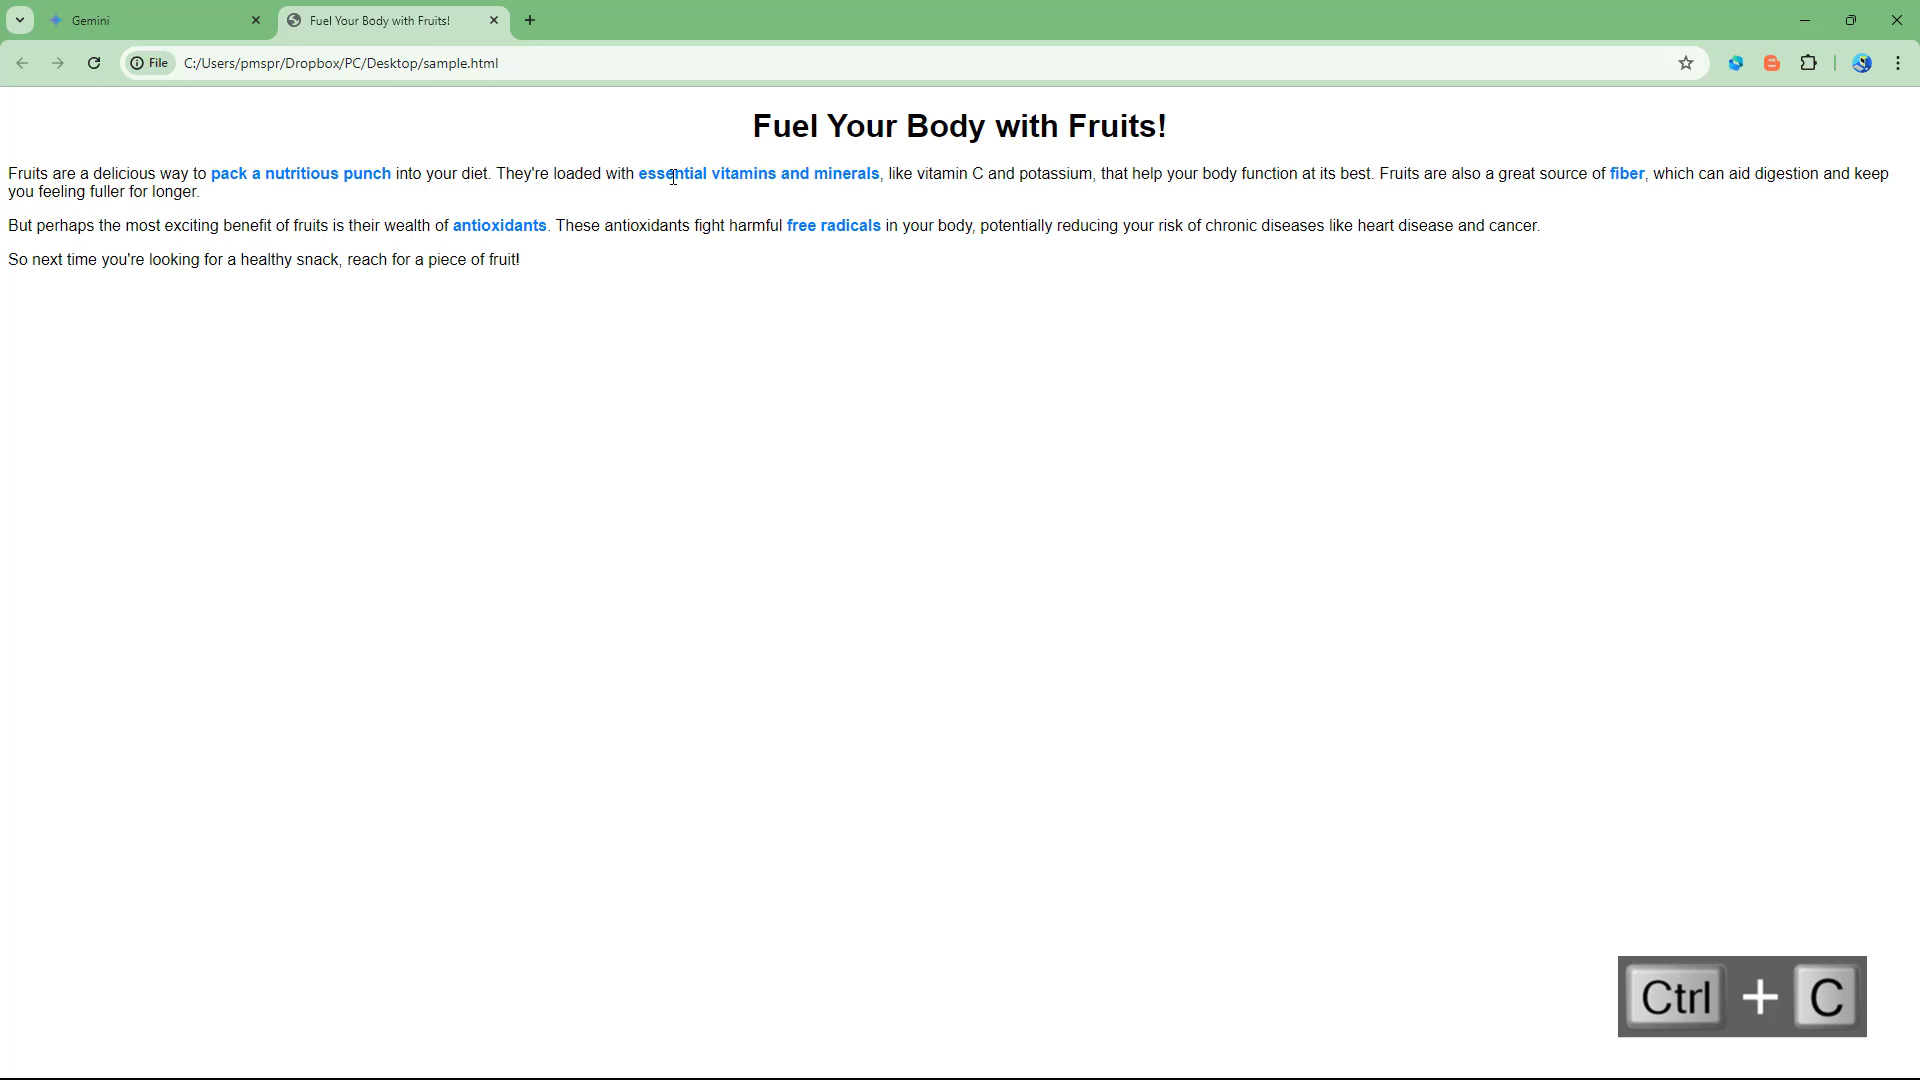 Gemini
Fuel Your Body with Fruits!
File
C:/Users/pmspr/Dropbox/PC/Desktop/sample.html
Fuel Your Body with Fruits!
Fruits are a delicious way to pack a nutritious punch into your diet. They're loaded with essential vitamins and minerals, like vitamin C and potassium, that help your body function at its best. Fruits are also a great source of fiber, which can aid digestion and keep
you feeling fuller for longer.
But perhaps the most exciting benefit of fruits is their wealth of antioxidants. These antioxidants fight harmful free radicals in your body, potentially reducing your risk of chronic diseases like heart disease and cancer.
So next time you're looking for a healthy snack, reach for a piece of fruit!
Ctrl + C